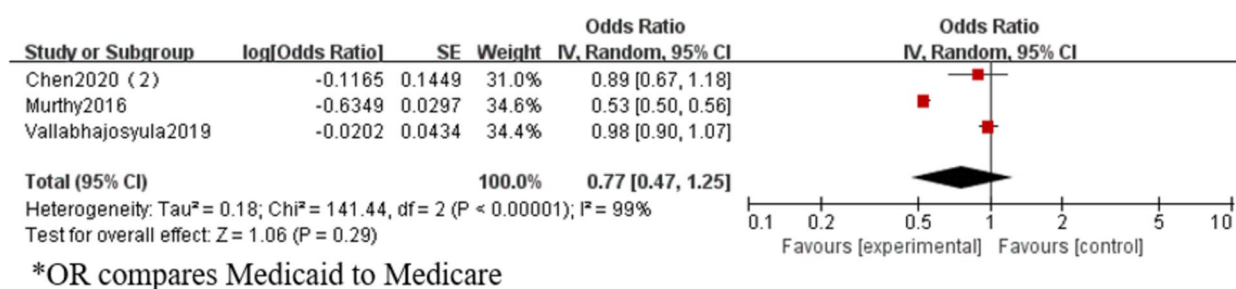 Odds Ratio Odds Ratio
Study or Subgroup log[Odds Ratio] SE Weight IV, Random, 95% CI IV, Random, 95% CI
Chen2020 (2) -0.1165 0.1449 31.0% 0.89 [0.67, 1.18]
Murthy2016 -0.6349 0.0297 34.6% 0.53 [0.50, 0.56]
Vallabhajosyula2019 -0.0202 0.0434 34.4% 0.98 [0.90, 1.07]
Total (95% CI) 100.0% 0.77 [0.47, 1.25]
Heterogeneity: Tau² = 0.18; Chi² = 141.44, df = 2 (P < 0.00001); I² = 99%
Test for overall effect: Z = 1.06 (P = 0.29)
0.1 0.2 0.5 1 2 5 10
Favours [experimental] Favours [control]
*OR compares Medicaid to Medicare